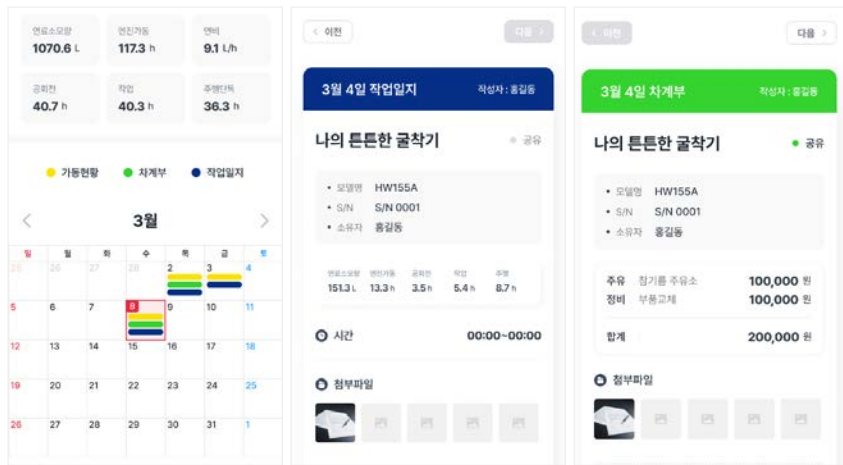 연료소모량 엔진가동 연비
1070.6 L 117.3 h 9.1 L/h
공회전 작업 주행단독
40.7 h 40.3 h 36.3 h
가동현황 차계부 작업일지
< 3월 >
일 월 화 수 목 금 토
25 26 27 28 2 3 4
5 6 7 8 9 10 11
12 13 14 15 16 17 18
19 20 21 22 23 24 25
26 27 28 29 30 31 1
< 이전 다음 >
3월 4일 작업일지 작성자 : 홍길동
나의 튼튼한 굴착기 공유
• 모델명 HW155A
• S/N S/N 0001
• 소유자 홍길동
연료소모량 엔진가동 공회전 작업 주행
151.3 L 13.3 h 3.5 h 5.4 h 8.7 h
시간 00:00~00:00
첨부파일
< 이전 다음 >
3월 4일 차계부 작성자 : 홍길동
나의 튼튼한 굴착기 공유
• 모델명 HW155A
• S/N S/N 0001
• 소유자 홍길동
주유 참기름 주유소 100,000 원
정비 부품교체 100,000 원
합계 200,000 원
첨부파일